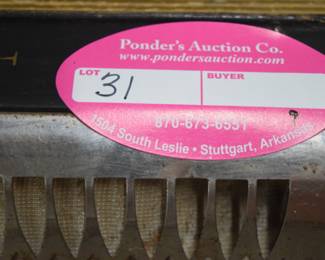 Ponder's Auction Co.
www.pondersauction.com
LOT
31
BUYER
870-673-6551
1504 South Leslie • Stuttgart, Arkansas